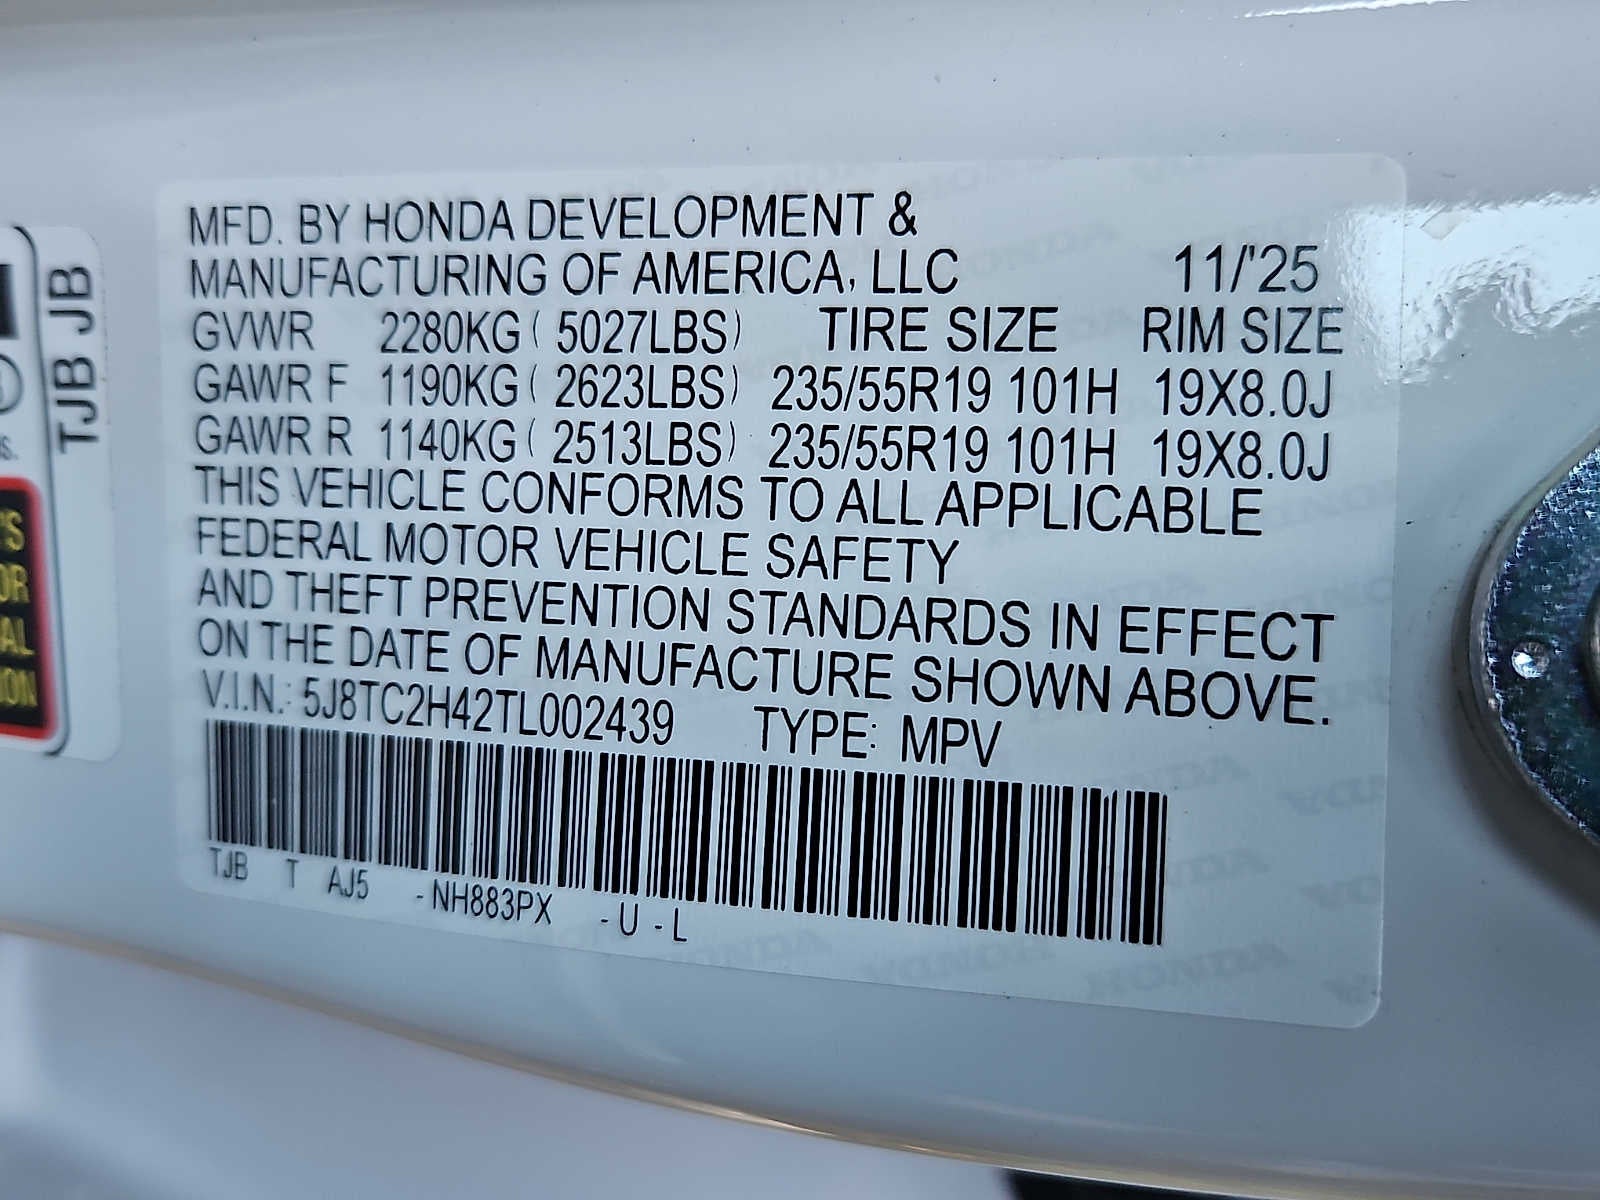 TJB JB
S.
'S
OR
AL
ION
MFD. BY HONDA DEVELOPMENT &
MANUFACTURING OF AMERICA, LLC 11/'25
GVWR 2280KG ( 5027LBS) TIRE SIZE RIM SIZE
GAWR F 1190KG ( 2623LBS) 235/55R19 101H 19X8.0J
GAWR R 1140KG ( 2513LBS) 235/55R19 101H 19X8.0J
THIS VEHICLE CONFORMS TO ALL APPLICABLE
FEDERAL MOTOR VEHICLE SAFETY
AND THEFT PREVENTION STANDARDS IN EFFECT
ON THE DATE OF MANUFACTURE SHOWN ABOVE.
V.I.N.: 5J8TC2H42TL002439 TYPE: MPV
TJB T AJ5 -NH883PX -U-L